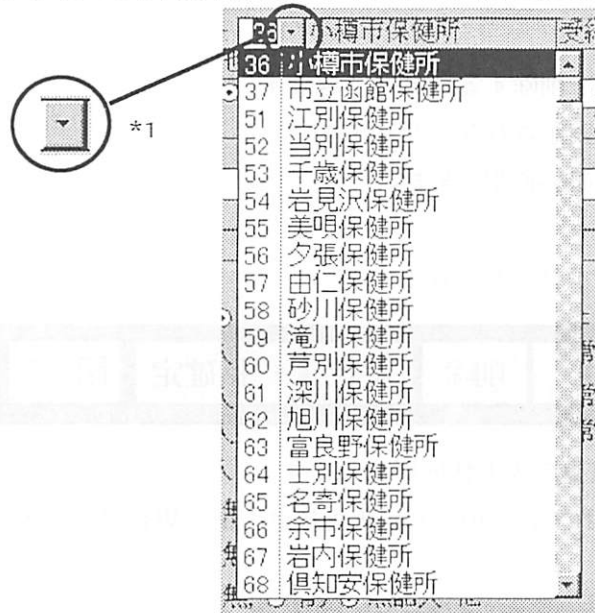 36 小樽市保健所 受
*1
36 小樽市保健所
37 市立函館保健所
51 江別保健所
52 当別保健所
53 千歳保健所
54 岩見沢保健所
55 美唄保健所
56 夕張保健所
57 由仁保健所
58 砂川保健所
59 滝川保健所
60 芦別保健所
61 深川保健所
62 旭川保健所
63 富良野保健所
64 士別保健所
65 名寄保健所
66 余市保健所
67 岩内保健所
68 倶知安保健所